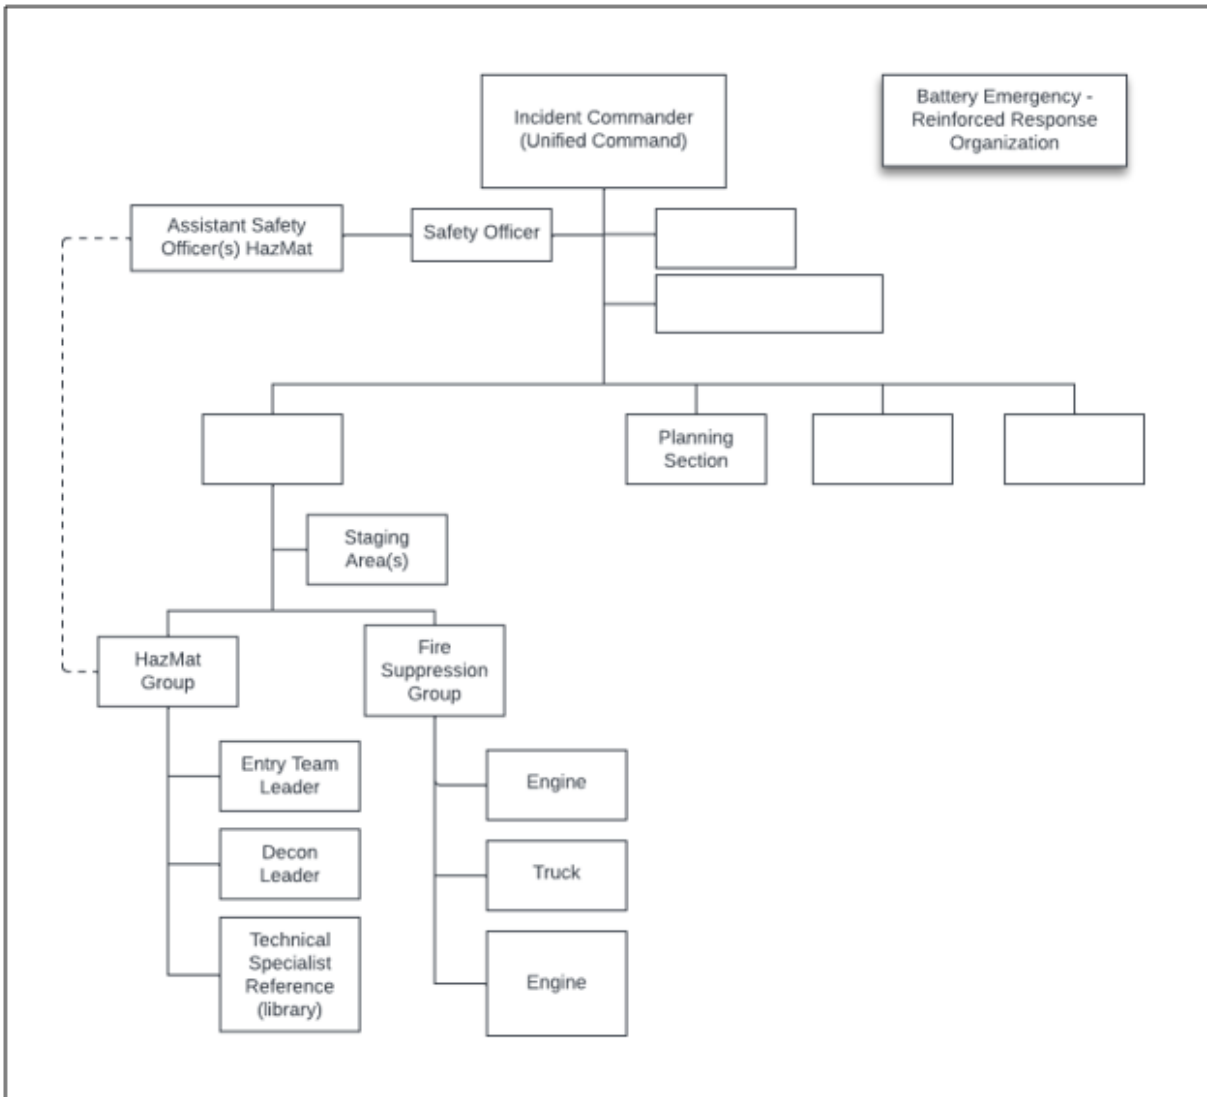 Incident Commander
(Unified Command)
Battery Emergency -
Reinforced Response
Organization
Assistant Safety
Officer(s) HazMat
Safety Officer
Planning
Section
Staging
Area(s)
HazMat
Group
Fire
Suppression
Group
Entry Team
Leader
Engine
Decon
Leader
Truck
Technical
Specialist
Reference
(library)
Engine